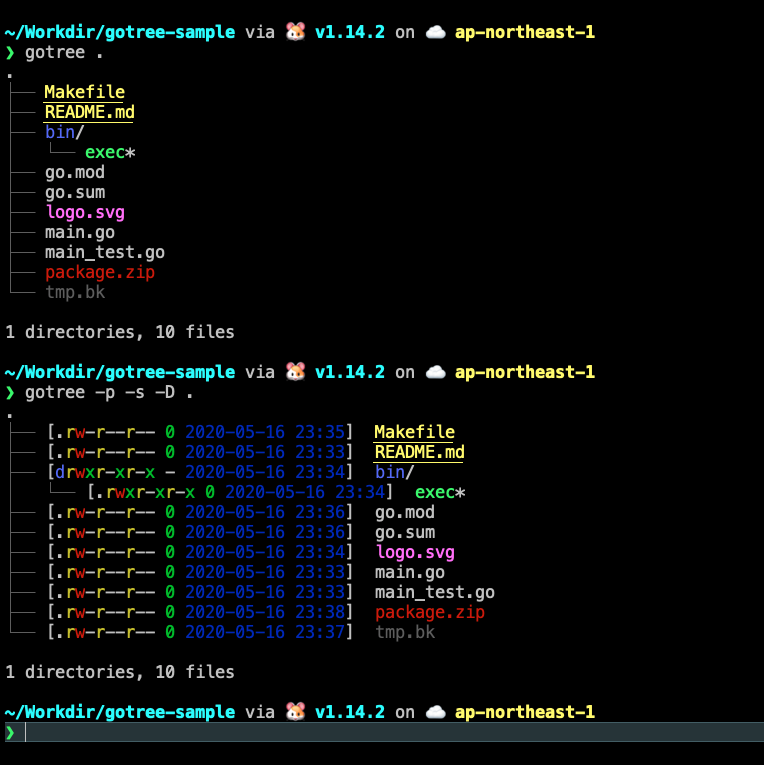 ~/Workdir/gotree-sample via 🐹 v1.14.2 on ☁️ ap-northeast-1
❯ gotree .
.
├── Makefile
├── README.md
├── bin/
│   └── exec*
├── go.mod
├── go.sum
├── logo.svg
├── main.go
├── main_test.go
├── package.zip
└── tmp.bk
1 directories, 10 files
~/Workdir/gotree-sample via 🐹 v1.14.2 on ☁️ ap-northeast-1
❯ gotree -p -s -D .
.
├── [.rw-r--r-- 0 2020-05-16 23:35]  Makefile
├── [.rw-r--r-- 0 2020-05-16 23:33]  README.md
├── [drwxr-xr-x - 2020-05-16 23:34]  bin/
│   └── [.rwxr-xr-x 0 2020-05-16 23:34]  exec*
├── [.rw-r--r-- 0 2020-05-16 23:36]  go.mod
├── [.rw-r--r-- 0 2020-05-16 23:36]  go.sum
├── [.rw-r--r-- 0 2020-05-16 23:34]  logo.svg
├── [.rw-r--r-- 0 2020-05-16 23:33]  main.go
├── [.rw-r--r-- 0 2020-05-16 23:33]  main_test.go
├── [.rw-r--r-- 0 2020-05-16 23:38]  package.zip
└── [.rw-r--r-- 0 2020-05-16 23:37]  tmp.bk
1 directories, 10 files
~/Workdir/gotree-sample via 🐹 v1.14.2 on ☁️ ap-northeast-1
❯